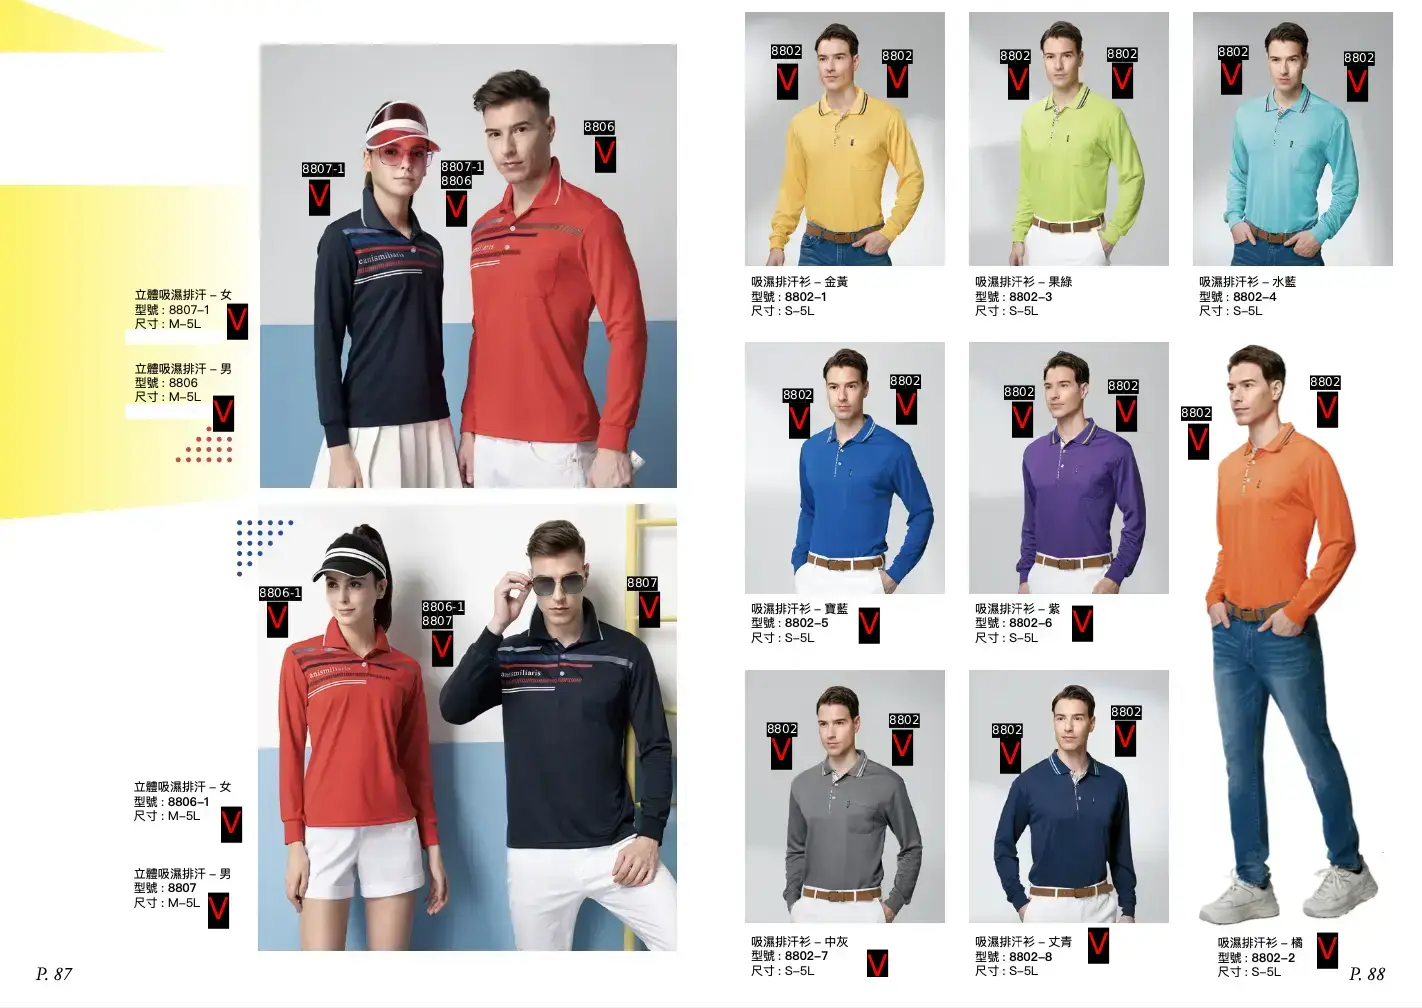 8807-1
8807-1
8806
8806
V
V
V
canismiliaris
立體吸濕排汗 – 女
型號 : 8807–1
尺寸 : M–5L
V
立體吸濕排汗 – 男
型號 : 8806
尺寸 : M–5L
V
8806-1
8806-1
8807
8807
V
V
V
anismiliaris
anismiliaris
立體吸濕排汗 – 女
型號 : 8806–1
尺寸 : M–5L
V
立體吸濕排汗 – 男
型號 : 8807
尺寸 : M–5L
V
P. 87
8802
V
8802
V
吸濕排汗衫 – 金黃
型號 : 8802–1
尺寸 : S–5L
8802
V
8802
V
吸濕排汗衫 – 果綠
型號 : 8802–3
尺寸 : S–5L
8802
V
8802
V
吸濕排汗衫 – 水藍
型號 : 8802–4
尺寸 : S–5L
8802
V
8802
V
吸濕排汗衫 – 寶藍
型號 : 8802–5
尺寸 : S–5L
V
8802
V
8802
V
吸濕排汗衫 – 紫
型號 : 8802–6
尺寸 : S–5L
V
8802
V
8802
V
吸濕排汗衫 – 中灰
型號 : 8802–7
尺寸 : S–5L
V
8802
V
8802
V
吸濕排汗衫 – 丈青
型號 : 8802–8
尺寸 : S–5L
V
8802
V
8802
V
吸濕排汗衫 – 橘
型號 : 8802–2
尺寸 : S–5L
V
P. 88